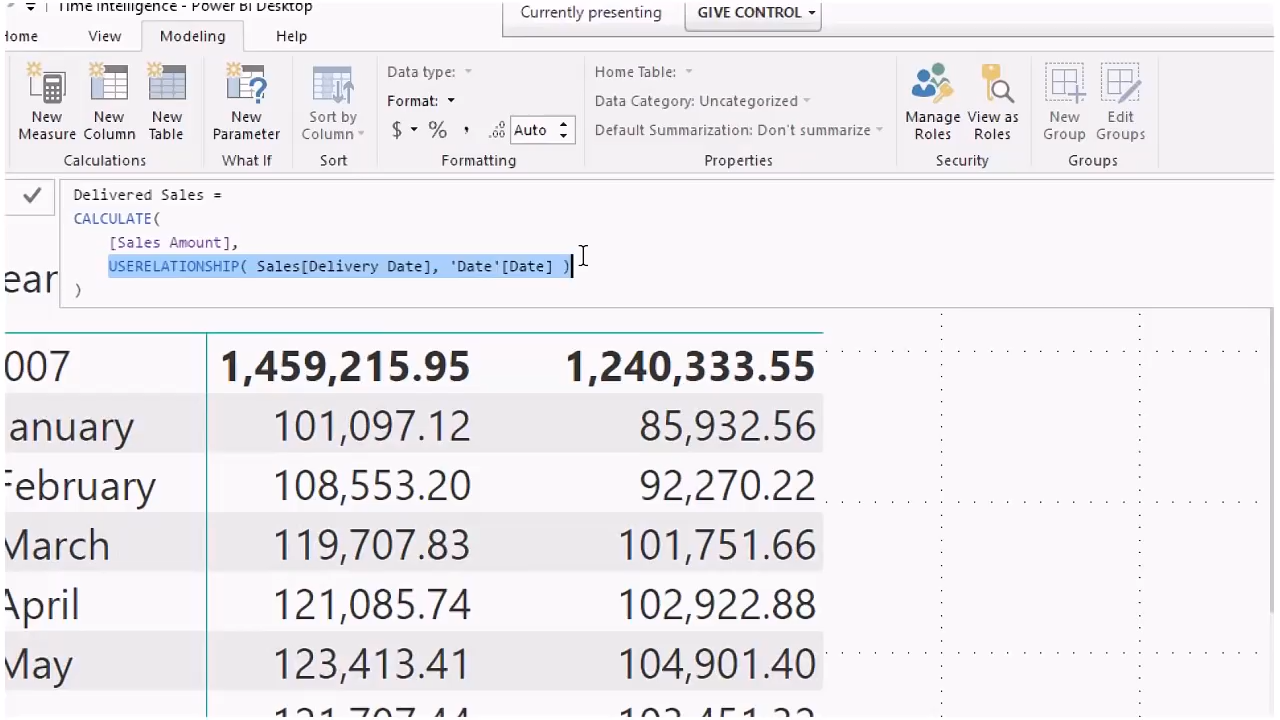 Time Intelligence - Power BI Desktop
Currently presenting
GIVE CONTROL
Home
View
Modeling
Help
New Measure
New Column
New Table
Calculations
New Parameter
What If
Sort by Column
Sort
Data type:
Format:
$ % , .00 Auto
Formatting
Home Table:
Data Category: Uncategorized
Default Summarization: Don't summarize
Properties
Manage Roles
View as Roles
Security
New Group
Edit Groups
Groups
Delivered Sales =
CALCULATE(
[Sales Amount],
USERELATIONSHIP( Sales[Delivery Date], 'Date'[Date] )
)
ear
007 1,459,215.95 1,240,333.55
anuary 101,097.12 85,932.56
February 108,553.20 92,270.22
March 119,707.83 101,751.66
April 121,085.74 102,922.88
May 123,413.41 104,901.40